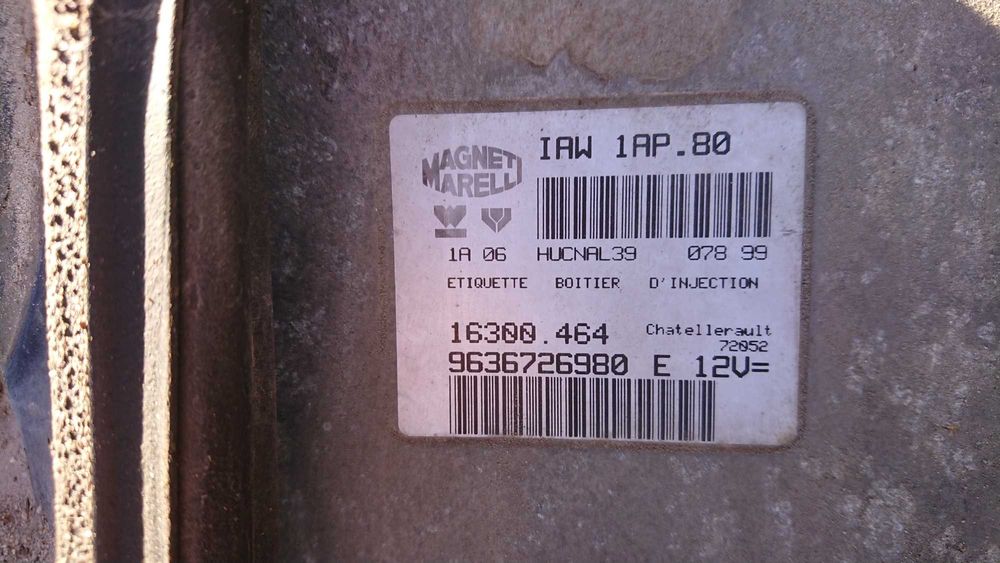 IAW 1AP.80
MAGNETI
MARELLI
1A 06 HUCNAL39 078 99
ETIQUETTE BOITIER D'INJECTION
16300.464 Chatellerault
72052
9636726980 E 12V=